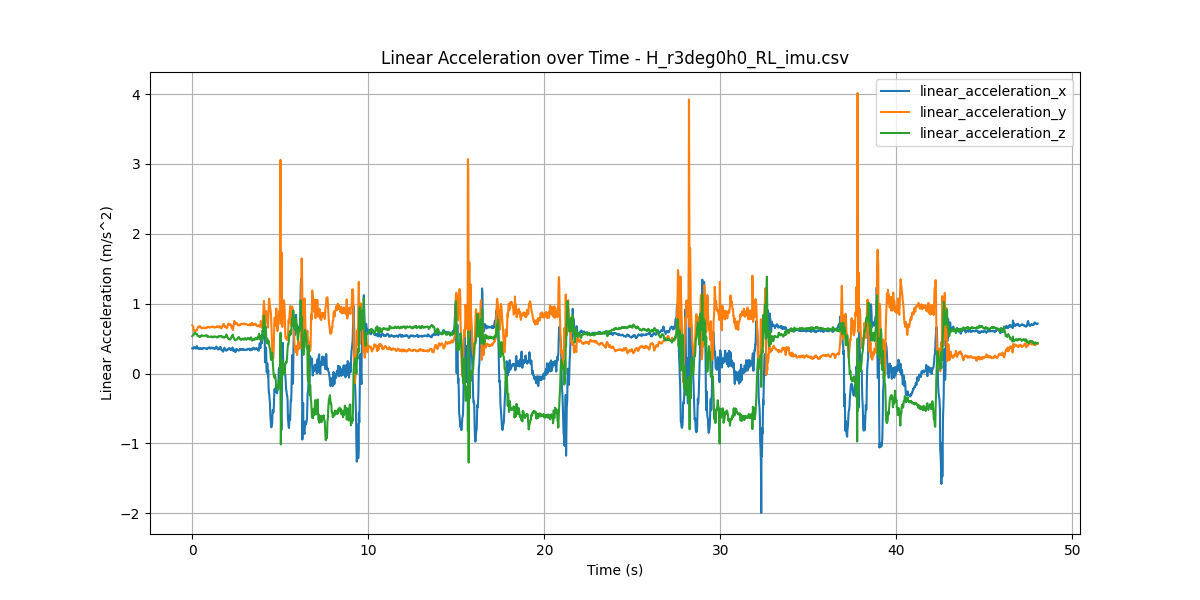 Linear Acceleration over Time - H_r3deg0h0_RL_imu.csv
linear_acceleration_x
linear_acceleration_y
linear_acceleration_z
Linear Acceleration (m/s^2)
4
3
2
1
0
−1
−2
0 10 20 30 40 50
Time (s)